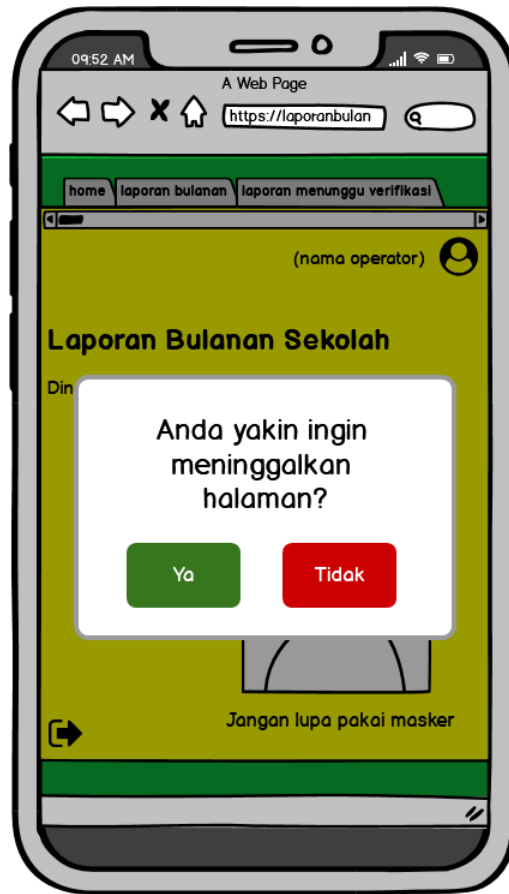 09:52 AM
A Web Page
https://laporanbulan
home laporan bulanan laporan menunggu verifikasi
(nama operator)
Laporan Bulanan Sekolah
Din
Anda yakin ingin
meninggalkan
halaman?
Ya Tidak
Jangan lupa pakai masker